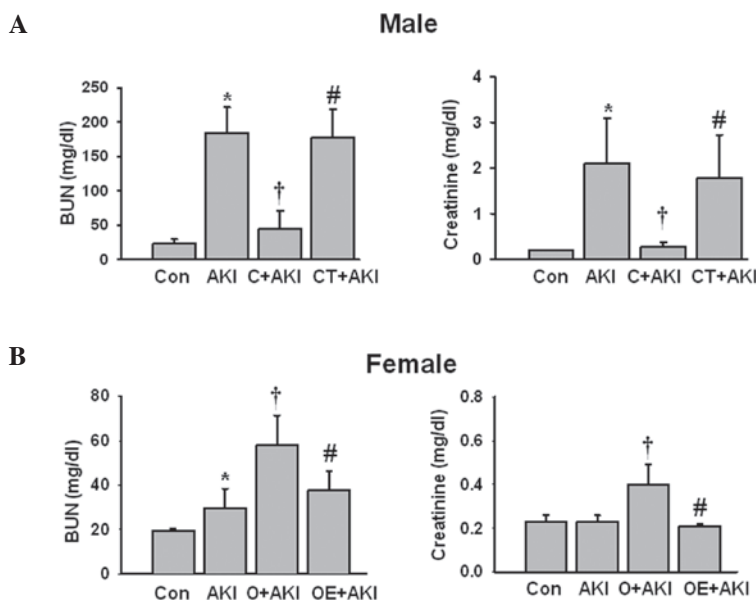 A
Male
BUN (mg/dl)
250
200
150
100
50
0
*
†
#
Con AKI C+AKI CT+AKI
Creatinine (mg/dl)
4
3
2
1
0
*
†
#
Con AKI C+AKI CT+AKI
B
Female
BUN (mg/dl)
80
60
40
20
0
*
†
#
Con AKI O+AKI OE+AKI
Creatinine (mg/dl)
0.8
0.6
0.4
0.2
0.0
†
#
Con AKI O+AKI OE+AKI